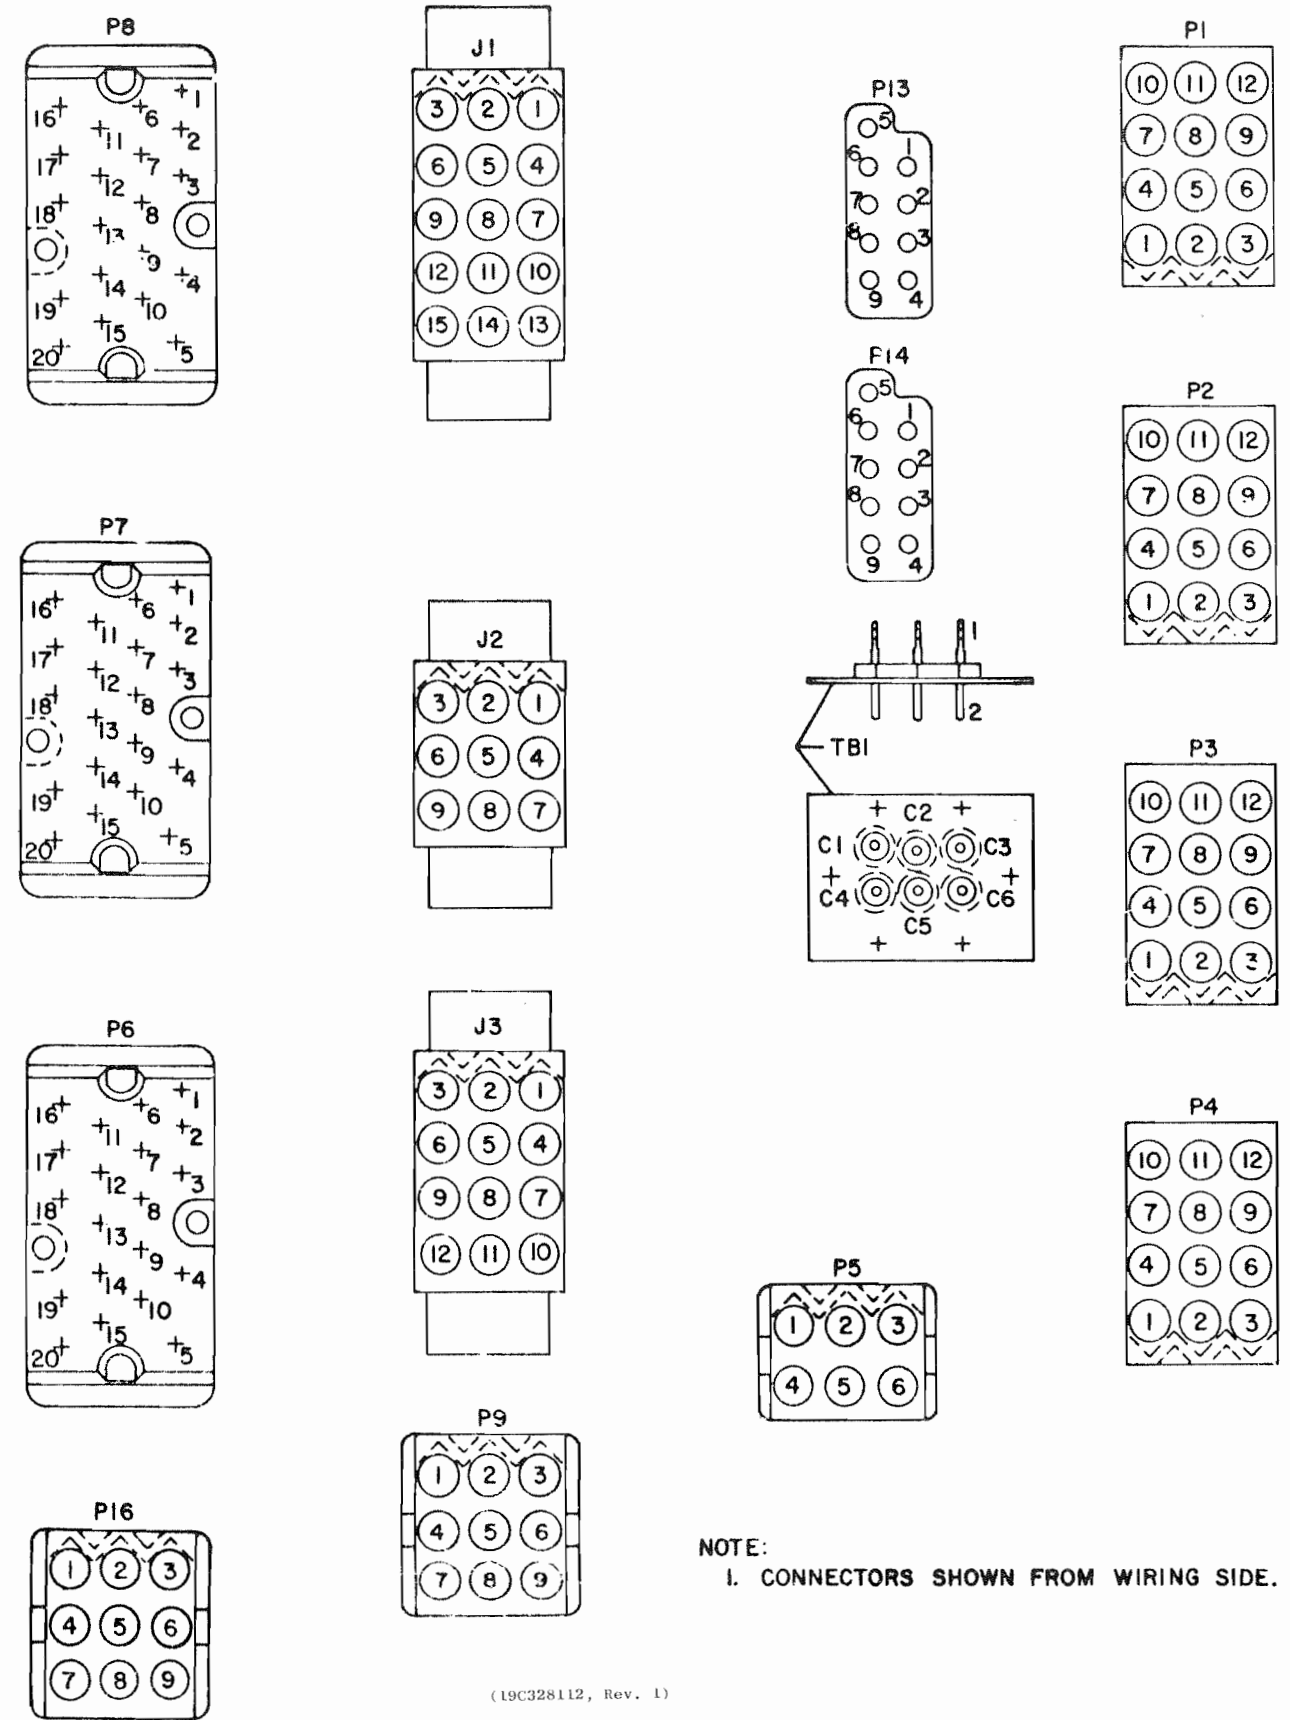 P8
1
16 6
11 2
17 7
12 3
18 8
13
9
14 4
19 10
15
20 5
J1
3 2 1
6 5 4
9 8 7
12 11 10
15 14 13
P13
5
6 1
7 2
8 3
9 4
P1
10 11 12
7 8 9
4 5 6
1 2 3
P14
5
6 1
7 2
8 3
9 4
P2
10 11 12
7 8 9
4 5 6
1 2 3
P7
1
16 6
11 2
17 7
12 3
18 8
13
9
14 4
19 10
15
20 5
J2
3 2 1
6 5 4
9 8 7
1
2
TB1
C2
C1 C3
C4 C6
C5
P3
10 11 12
7 8 9
4 5 6
1 2 3
P6
1
16 6
11 2
17 7
12 3
18 8
13
9
14 4
19 10
15
20 5
J3
3 2 1
6 5 4
9 8 7
12 11 10
P4
10 11 12
7 8 9
4 5 6
1 2 3
P5
1 2 3
4 5 6
P9
1 2 3
4 5 6
7 8 9
P16
1 2 3
4 5 6
7 8 9
NOTE:
1. CONNECTORS SHOWN FROM WIRING SIDE.
(19C328112, Rev. 1)